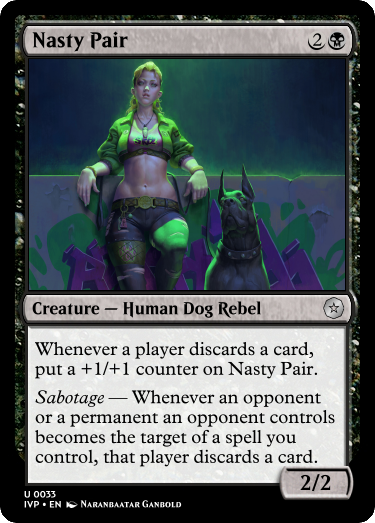 Nasty Pair 2
Creature — Human Dog Rebel
Whenever a player discards a card,
put a +1/+1 counter on Nasty Pair.
Sabotage — Whenever an opponent
or a permanent an opponent controls
becomes the target of a spell you
control, that player discards a card.
2/2
U 0033
IVP • EN Naranbaatar Ganbold